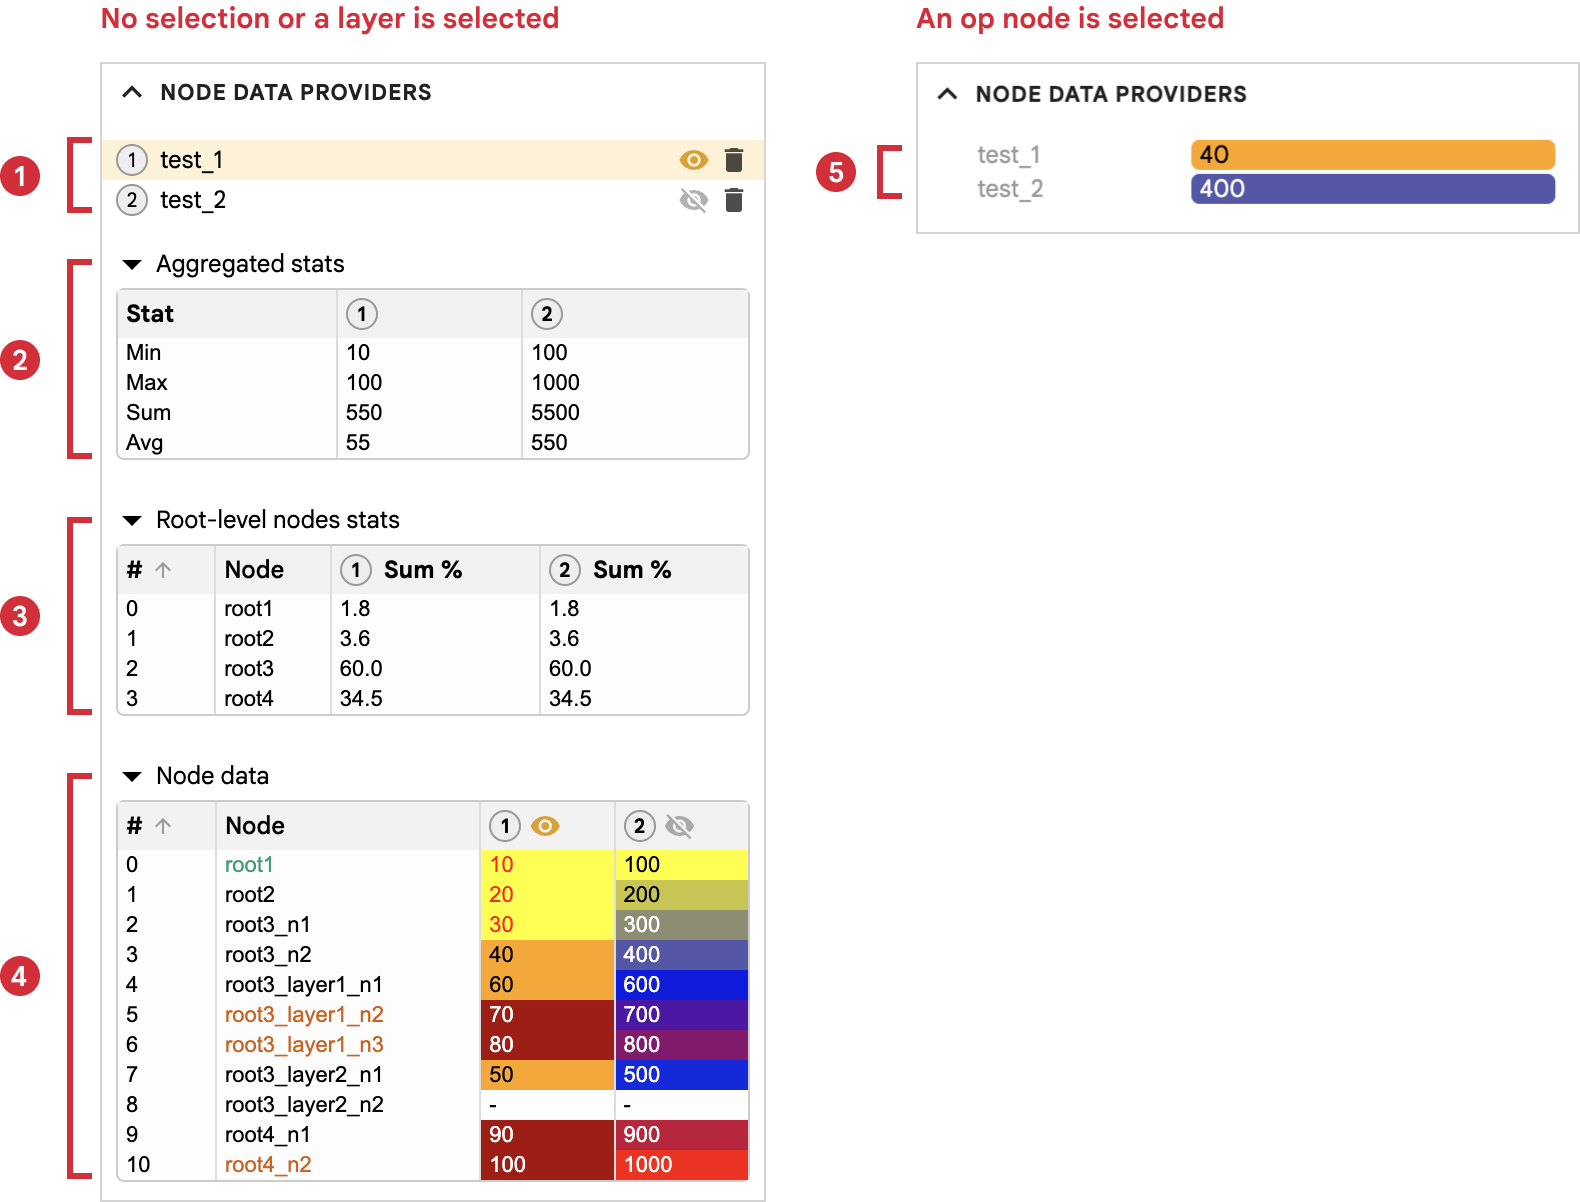 No selection or a layer is selected
NODE DATA PROVIDERS
1
1 test_1
2 test_2
2
Aggregated stats
Stat 1 2
Min 10 100
Max 100 1000
Sum 550 5500
Avg 55 550
3
Root-level nodes stats
# Node 1 Sum % 2 Sum %
0 root1 1.8 1.8
1 root2 3.6 3.6
2 root3 60.0 60.0
3 root4 34.5 34.5
4
Node data
# Node 1 2
0 root1 10 100
1 root2 20 200
2 root3_n1 30 300
3 root3_n2 40 400
4 root3_layer1_n1 60 600
5 root3_layer1_n2 70 700
6 root3_layer1_n3 80 800
7 root3_layer2_n1 50 500
8 root3_layer2_n2 - -
9 root4_n1 90 900
10 root4_n2 100 1000
An op node is selected
NODE DATA PROVIDERS
5
test_1 40
test_2 400